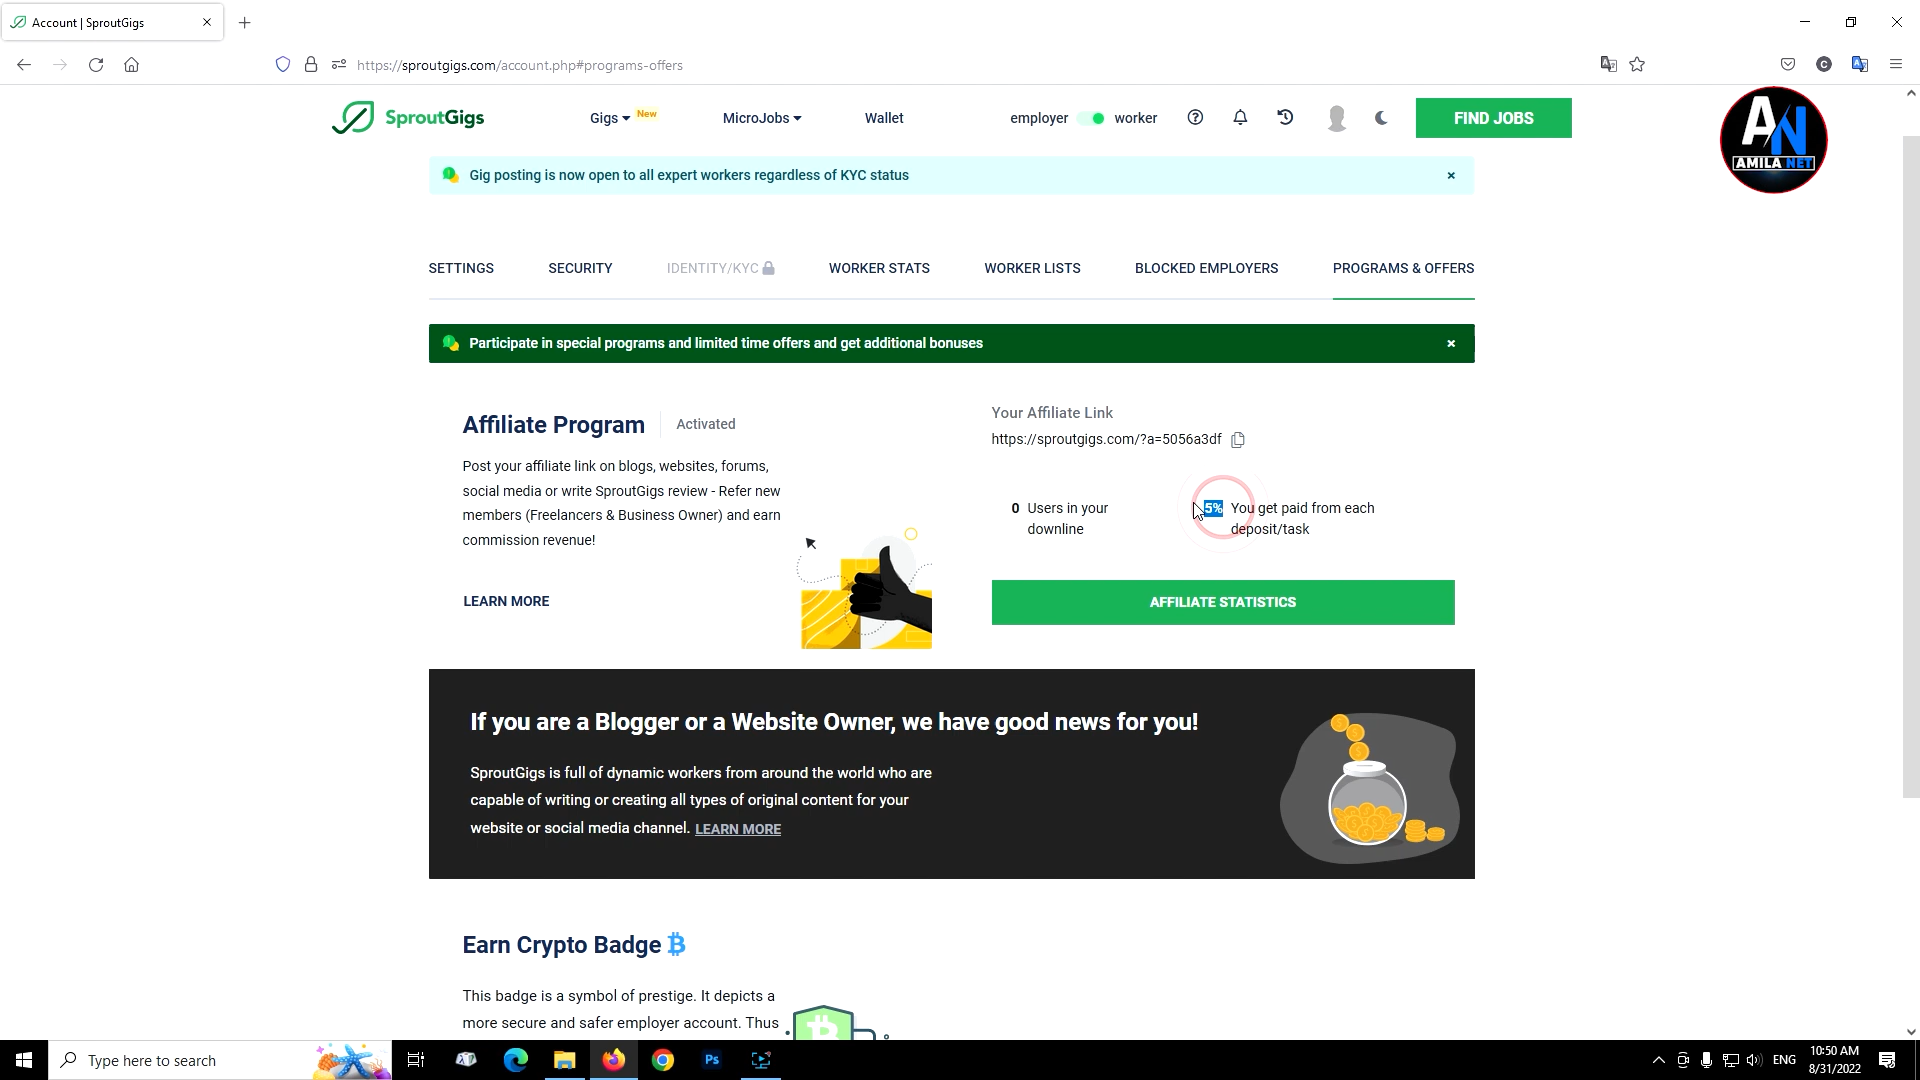 Account | SproutGigs
https://sproutgigs.com/account.php#programs-offers
SproutGigs
Gigs
New
MicroJobs
Wallet
employer
worker
FIND JOBS
AN
AMILA NET
Gig posting is now open to all expert workers regardless of KYC status
SETTINGS
SECURITY
IDENTITY/KYC
WORKER STATS
WORKER LISTS
BLOCKED EMPLOYERS
PROGRAMS & OFFERS
Participate in special programs and limited time offers and get additional bonuses
Affiliate Program
Activated
Post your affiliate link on blogs, websites, forums,
social media or write SproutGigs review - Refer new
members (Freelancers & Business Owner) and earn
commission revenue!
LEARN MORE
Your Affiliate Link
https://sproutgigs.com/?a=5056a3df
0 Users in your
downline
5% You get paid from each
deposit/task
AFFILIATE STATISTICS
If you are a Blogger or a Website Owner, we have good news for you!
SproutGigs is full of dynamic workers from around the world who are
capable of writing or creating all types of original content for your
website or social media channel. LEARN MORE
Earn Crypto Badge
This badge is a symbol of prestige. It depicts a
more secure and safer employer account. Thus
Type here to search
Ps
ENG
10:50 AM
8/31/2022